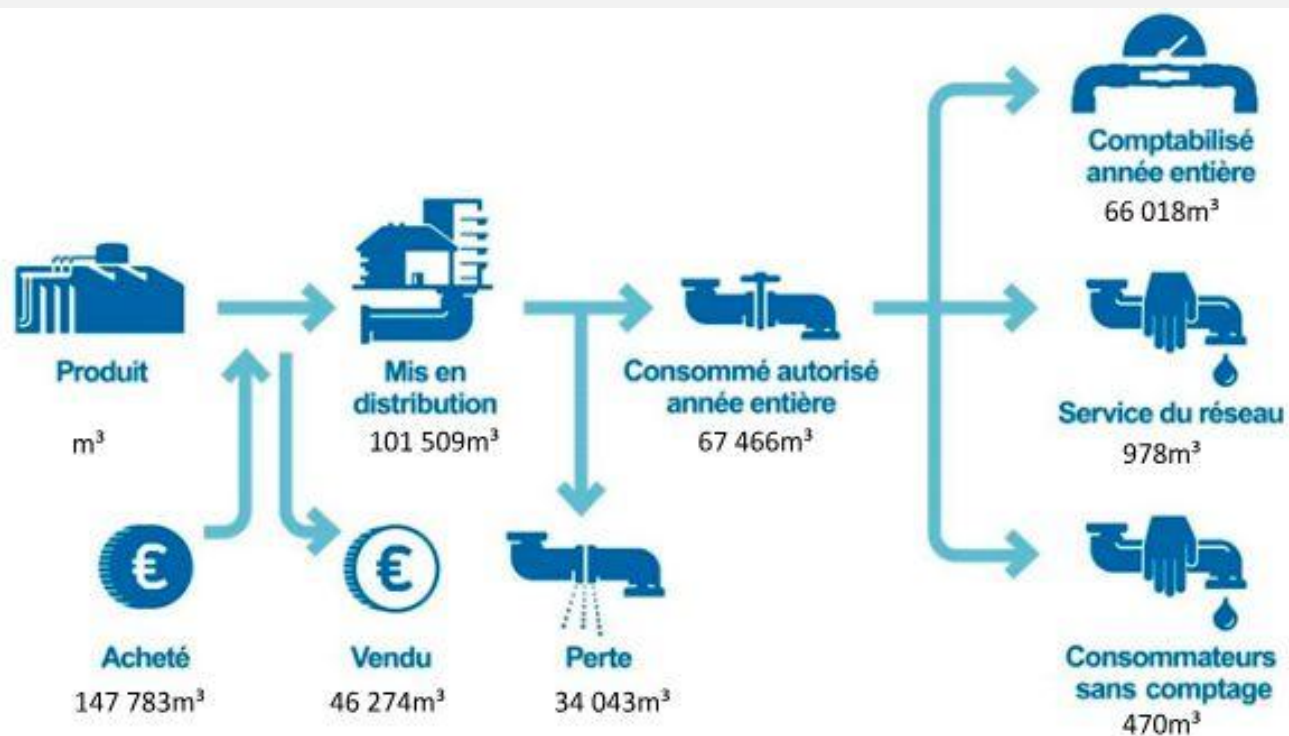 Comptabilisé
année entière
66 018m³
Produit
m³
Mis en
distribution
101 509m³
Consommé autorisé
année entière
67 466m³
Service du réseau
978m³
€
Acheté
147 783m³
€
Vendu
46 274m³
Perte
34 043m³
Consommateurs
sans comptage
470m³